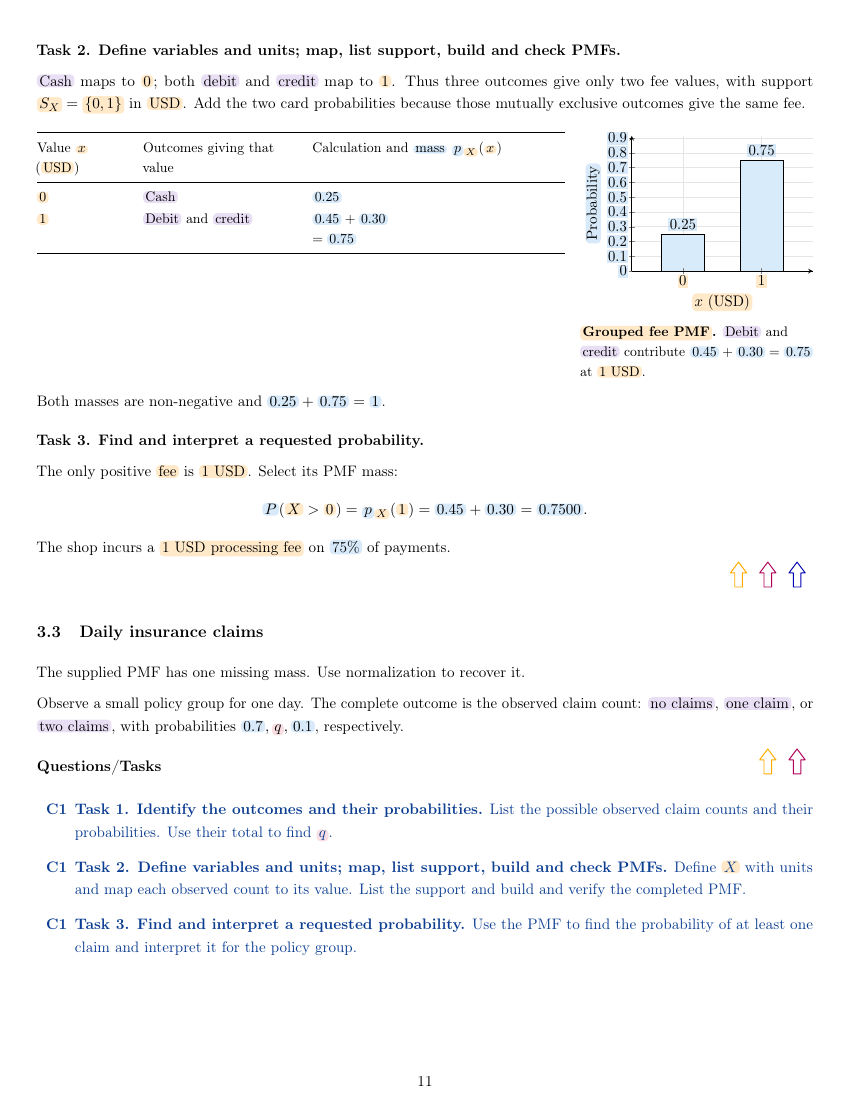 Task 2. Define variables and units; map, list support, build and check PMFs.
Cash maps to 0; both debit and credit map to 1. Thus three outcomes give only two fee values, with support
S_X = {0, 1} in USD. Add the two card probabilities because those mutually exclusive outcomes give the same fee.
Value x Outcomes giving that Calculation and mass p_X(x)
(USD) value
0 Cash 0.25
1 Debit and credit 0.45 + 0.30
= 0.75
0.9
0.8
0.7
0.6
0.5
0.4
0.3
0.2
0.1
0
Probability
0.25
0.75
0 1
x (USD)
Grouped fee PMF. Debit and
credit contribute 0.45 + 0.30 = 0.75
at 1 USD.
Both masses are non-negative and 0.25 + 0.75 = 1.
Task 3. Find and interpret a requested probability.
The only positive fee is 1 USD. Select its PMF mass:
P(X > 0) = p_X(1) = 0.45 + 0.30 = 0.7500.
The shop incurs a 1 USD processing fee on 75% of payments.
3.3 Daily insurance claims
The supplied PMF has one missing mass. Use normalization to recover it.
Observe a small policy group for one day. The complete outcome is the observed claim count: no claims, one claim, or
two claims, with probabilities 0.7, q, 0.1, respectively.
Questions/Tasks
C1 Task 1. Identify the outcomes and their probabilities. List the possible observed claim counts and their
probabilities. Use their total to find q.
C1 Task 2. Define variables and units; map, list support, build and check PMFs. Define X with units
and map each observed count to its value. List the support and build and verify the completed PMF.
C1 Task 3. Find and interpret a requested probability. Use the PMF to find the probability of at least one
claim and interpret it for the policy group.
11